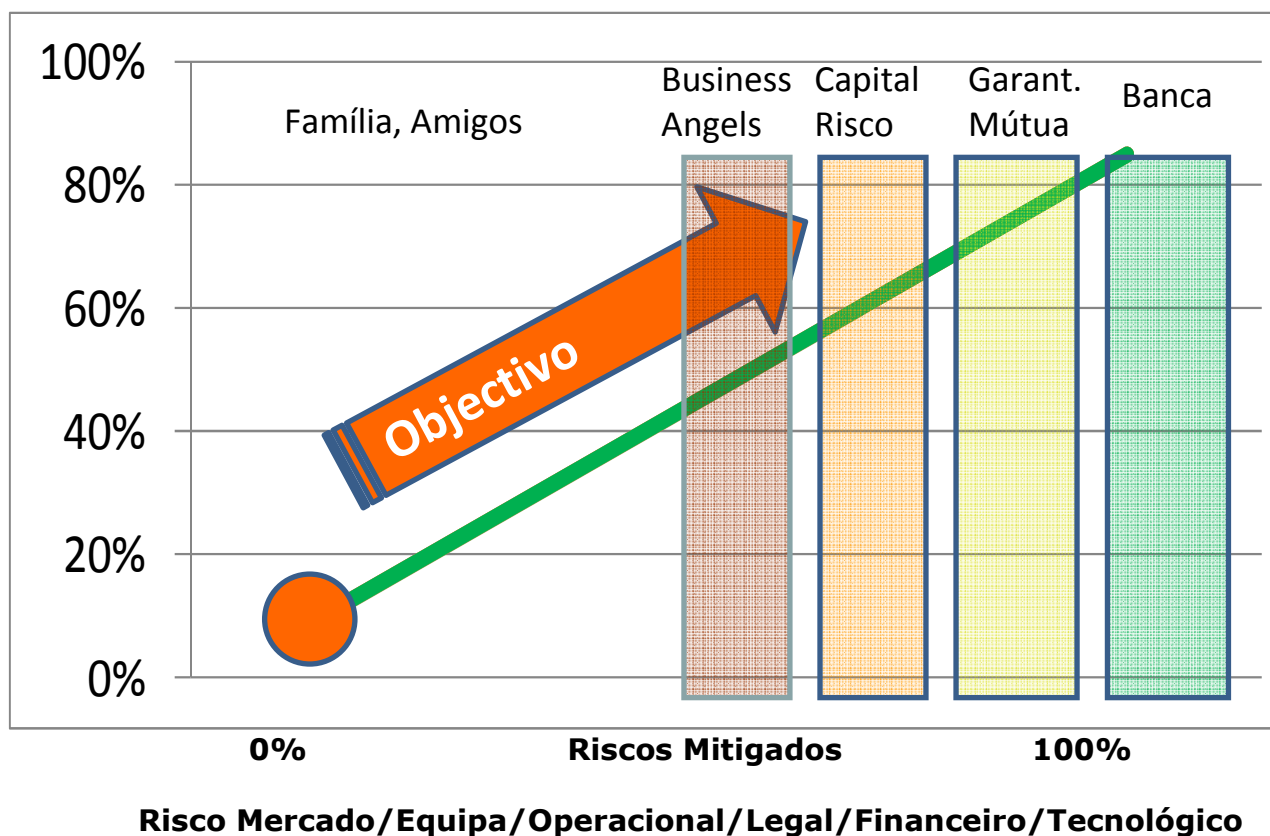 100%
80%
60%
40%
20%
0%
Família, Amigos
Business
Angels
Capital
Risco
Garant.
Mútua
Banca
Objectivo
0%
Riscos Mitigados
100%
Risco Mercado/Equipa/Operacional/Legal/Financeiro/Tecnológico